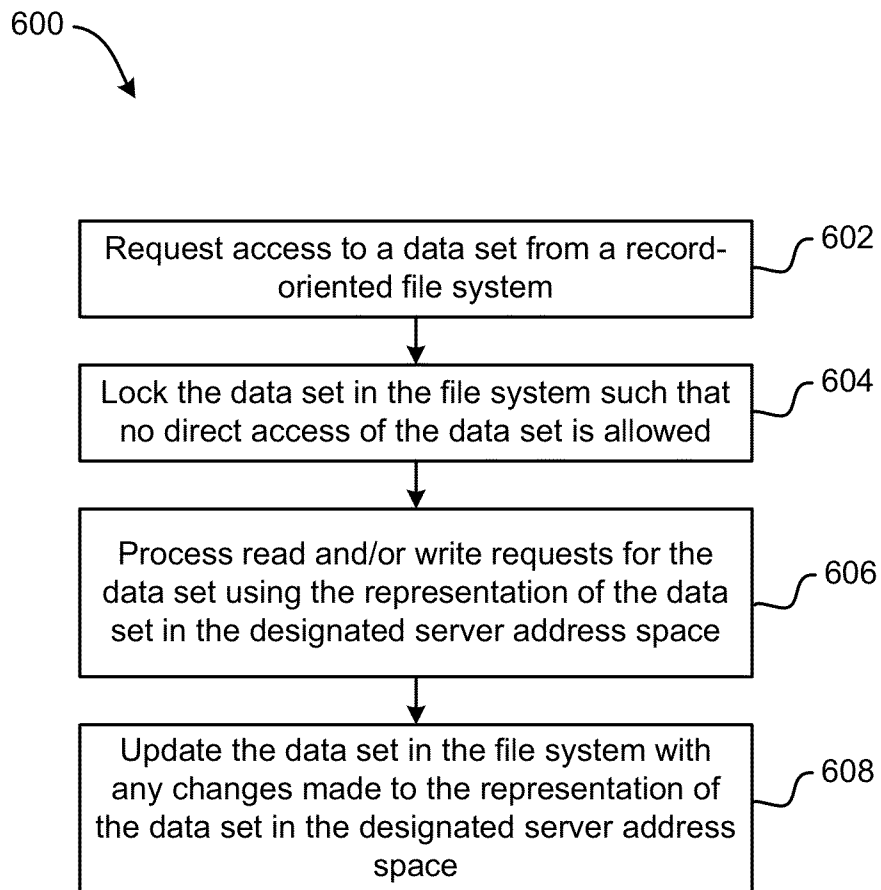 600
Request access to a data set from a record-
oriented file system
602
Lock the data set in the file system such that
no direct access of the data set is allowed
604
Process read and/or write requests for the
data set using the representation of the data
set in the designated server address space
606
Update the data set in the file system with
any changes made to the representation of
the data set in the designated server address
space
608